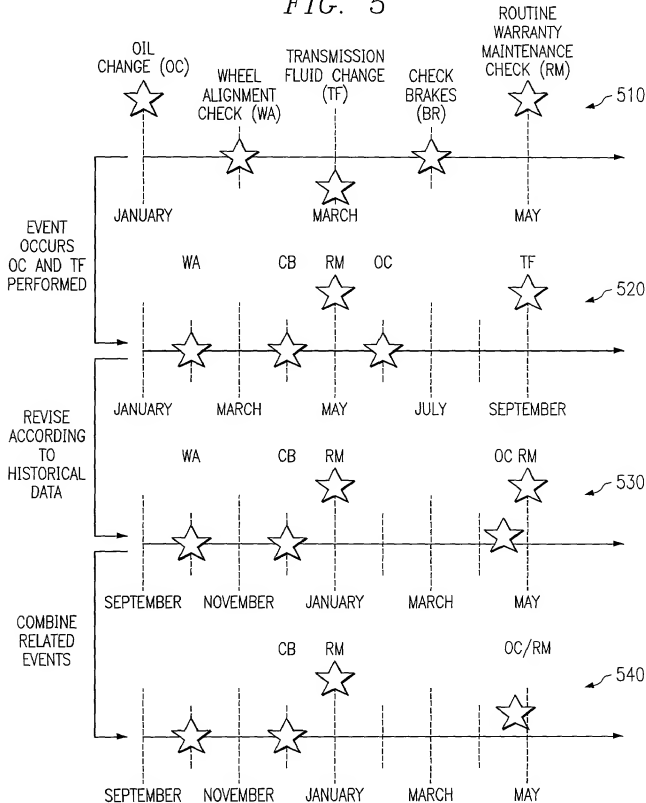 FIG. 5
OIL
CHANGE (OC)
WHEEL
ALIGNMENT
CHECK (WA)
TRANSMISSION
FLUID CHANGE
(TF)
CHECK
BRAKES
(BR)
ROUTINE
WARRANTY
MAINTENANCE
CHECK (RM)
510
JANUARY
MARCH
MAY
EVENT
OCCURS
OC AND TF
PERFORMED
WA
CB
RM
OC
TF
520
JANUARY
MARCH
MAY
JULY
SEPTEMBER
REVISE
ACCORDING
TO
HISTORICAL
DATA
WA
CB
RM
OC RM
530
SEPTEMBER
NOVEMBER
JANUARY
MARCH
MAY
COMBINE
RELATED
EVENTS
CB
RM
OC/RM
540
SEPTEMBER
NOVEMBER
JANUARY
MARCH
MAY